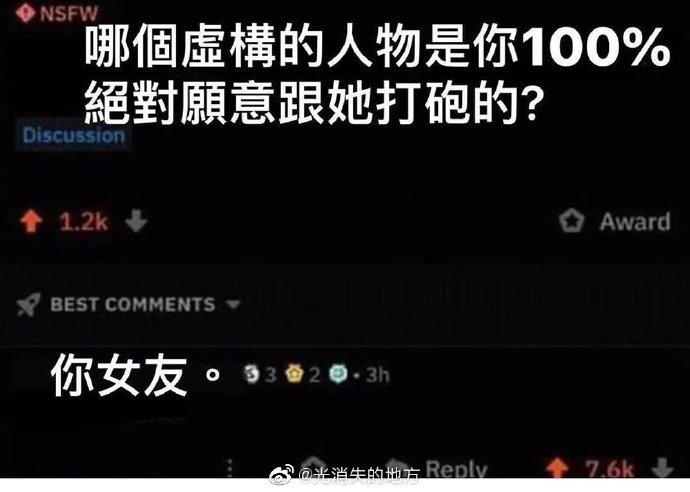 NSFW
哪個虛構的人物是你100%
絕對願意跟她打砲的?
Discussion
1.2k
Award
BEST COMMENTS
你女友。 3 2 · 3h
Reply 7.6k
@光消失的地方